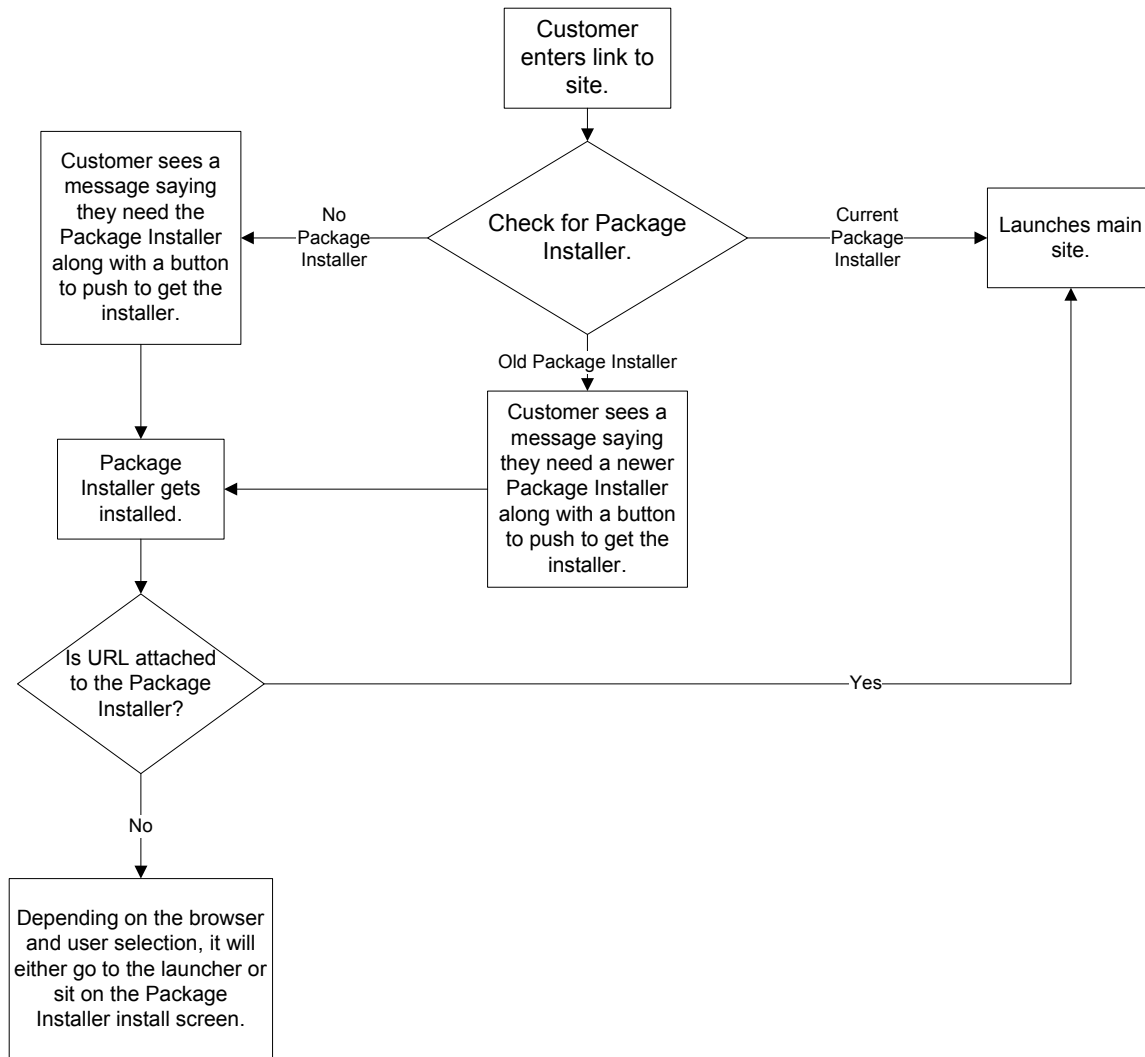 Customer
enters link to
site.
Customer sees a
message saying
they need the
Package Installer
along with a button
to push to get the
installer.
No
Package
Installer
Check for Package
Installer.
Current
Package
Installer
Launches main
site.
Old Package Installer
Customer sees a
message saying
they need a newer
Package Installer
along with a button
to push to get the
installer.
Package
Installer gets
installed.
Is URL attached
to the Package
Installer?
Yes
No
Depending on the browser
and user selection, it will
either go to the launcher or
sit on the Package
Installer install screen.